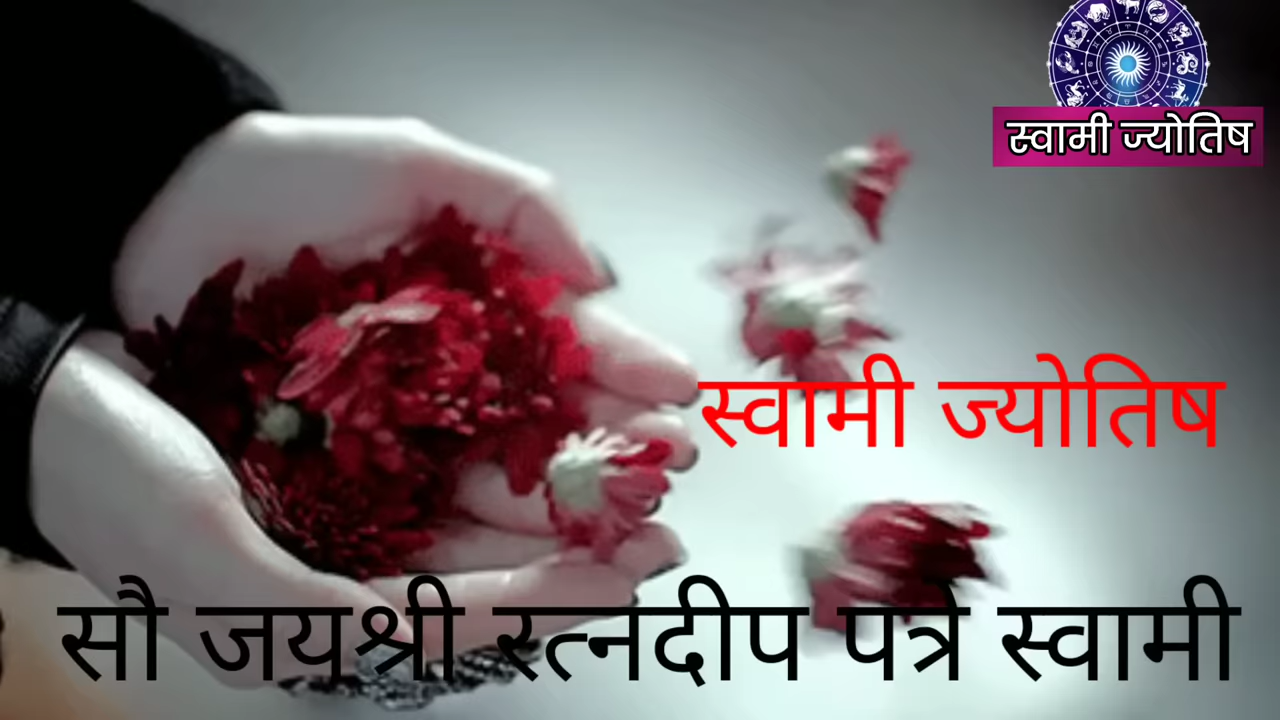 स्वामी ज्योतिष
स्वामी ज्योतिष
सौ जयश्री रत्नदीप पत्रे स्वामी